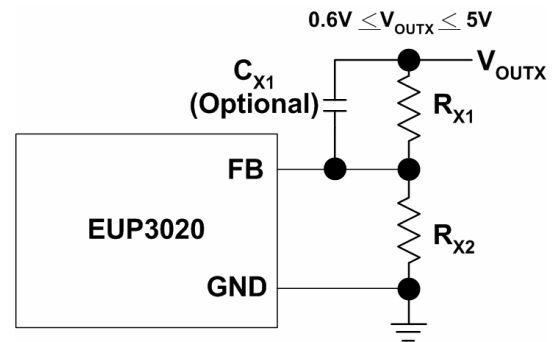 0.6V ≤VOUTX ≤ 5V
VOUTX
CX1
(Optional)
RX1
FB
EUP3020
RX2
GND